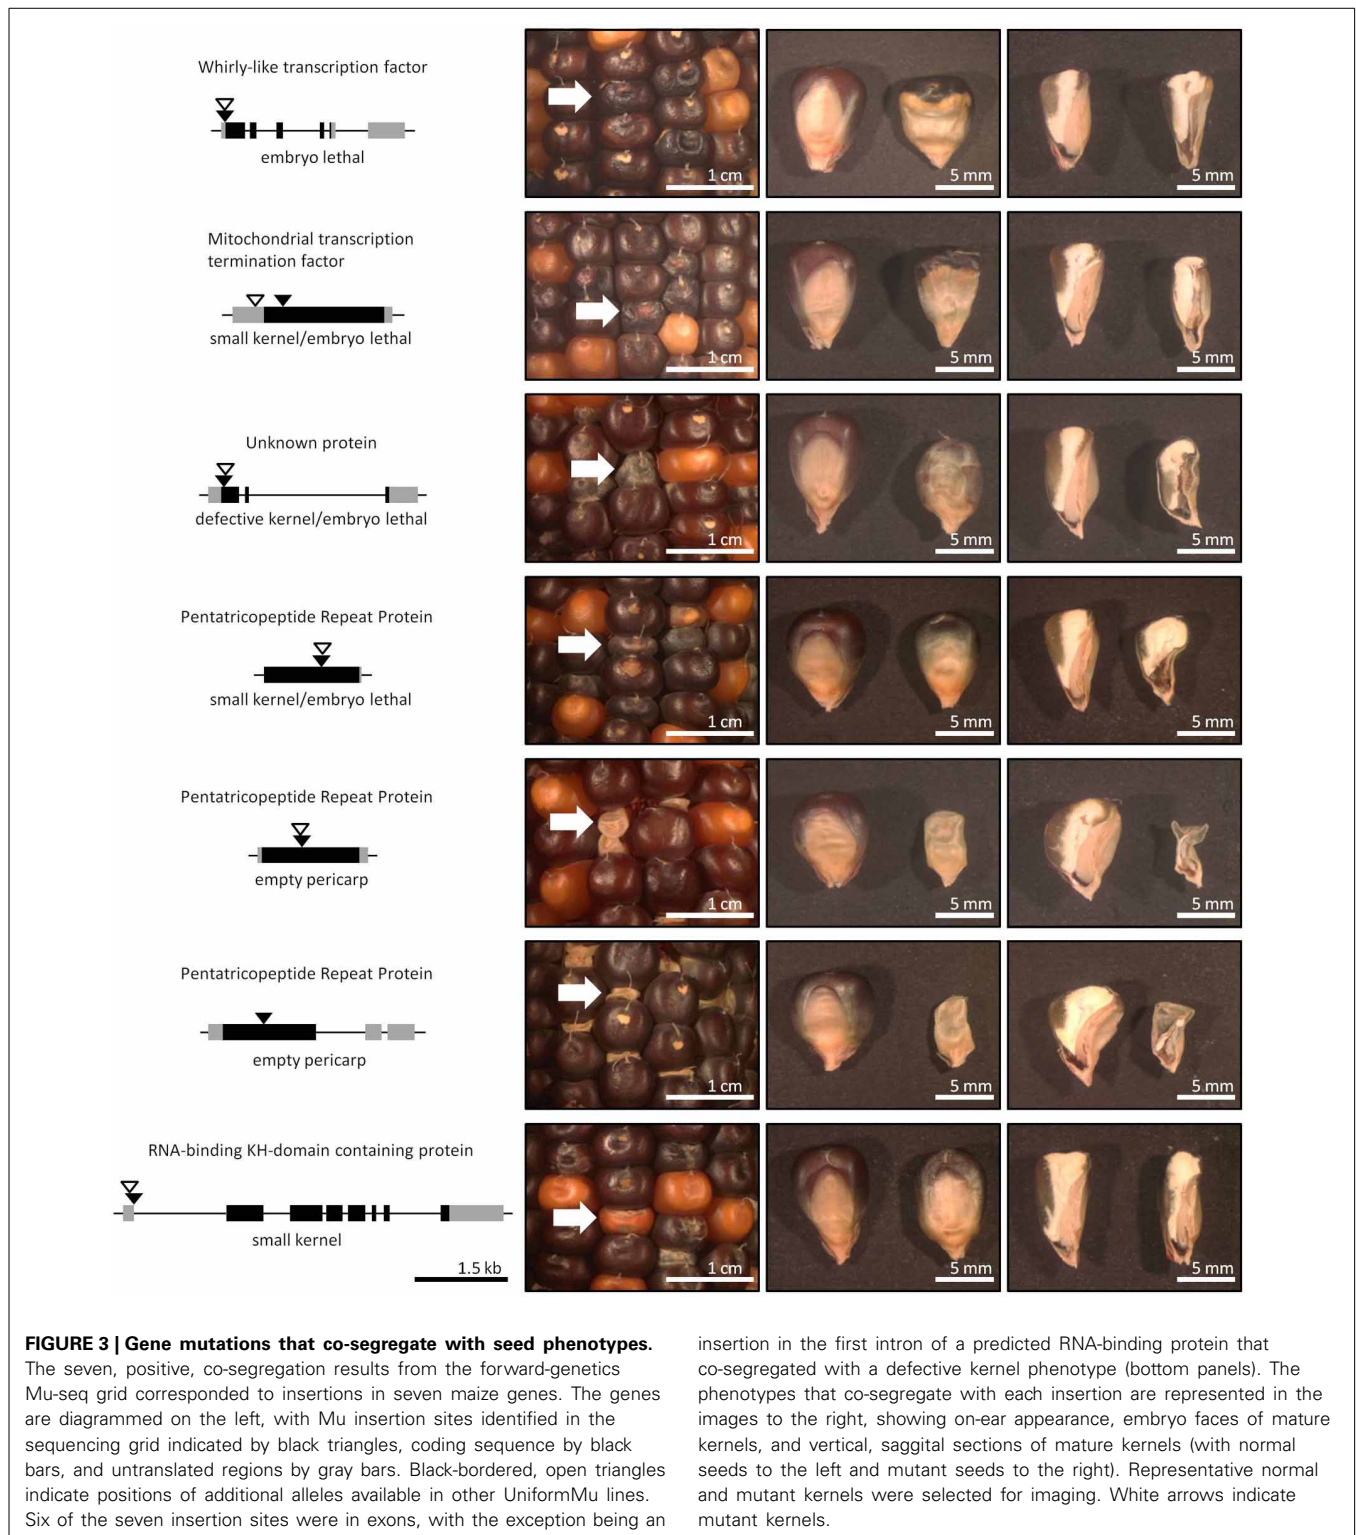 Whirly-like transcription factor
embryo lethal
1 cm
5 mm
5 mm
Mitochondrial transcription
termination factor
small kernel/embryo lethal
1 cm
5 mm
5 mm
Unknown protein
defective kernel/embryo lethal
1 cm
5 mm
5 mm
Pentatricopeptide Repeat Protein
small kernel/embryo lethal
1 cm
5 mm
5 mm
Pentatricopeptide Repeat Protein
empty pericarp
1 cm
5 mm
5 mm
Pentatricopeptide Repeat Protein
empty pericarp
1 cm
5 mm
5 mm
RNA-binding KH-domain containing protein
small kernel
1.5 kb
1 cm
5 mm
5 mm
FIGURE 3 | Gene mutations that co-segregate with seed phenotypes.
The seven, positive, co-segregation results from the forward-genetics
Mu-seq grid corresponded to insertions in seven maize genes. The genes
are diagrammed on the left, with Mu insertion sites identified in the
sequencing grid indicated by black triangles, coding sequence by black
bars, and untranslated regions by gray bars. Black-bordered, open triangles
indicate positions of additional alleles available in other UniformMu lines.
Six of the seven insertion sites were in exons, with the exception being an
insertion in the first intron of a predicted RNA-binding protein that
co-segregated with a defective kernel phenotype (bottom panels). The
phenotypes that co-segregate with each insertion are represented in the
images to the right, showing on-ear appearance, embryo faces of mature
kernels, and vertical, saggital sections of mature kernels (with normal
seeds to the left and mutant seeds to the right). Representative normal
and mutant kernels were selected for imaging. White arrows indicate
mutant kernels.